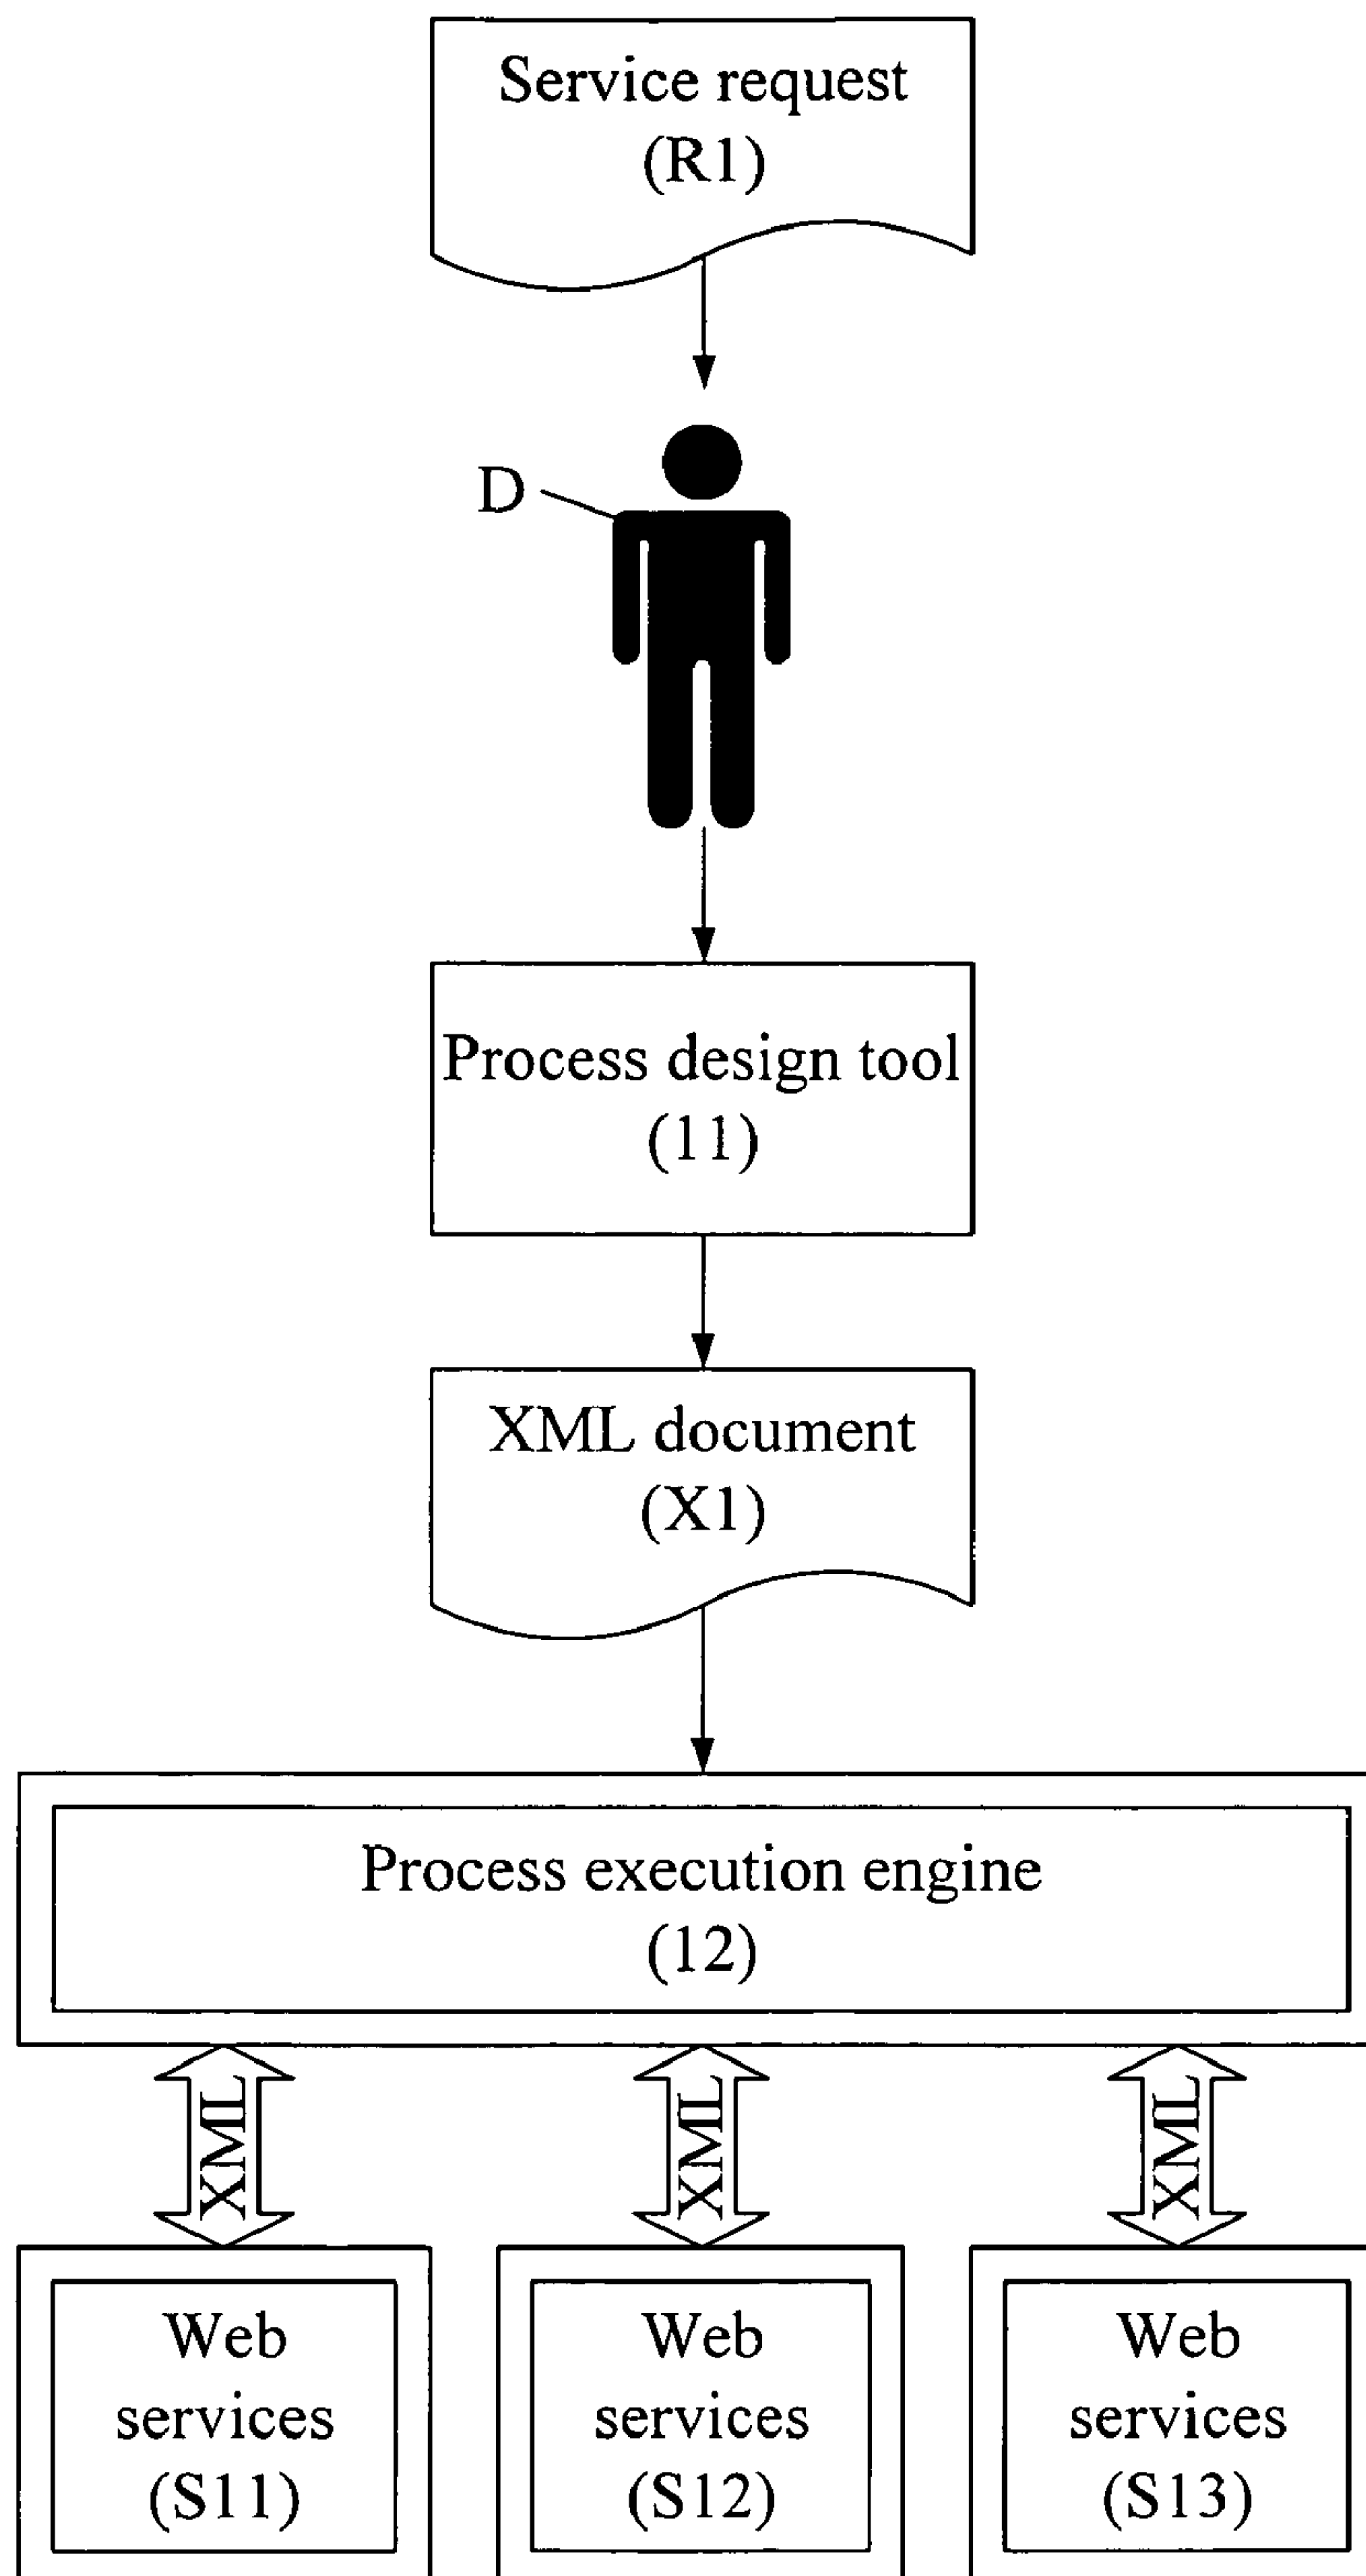 Service request
(R1)
D
Process design tool
(11)
XML document
(X1)
Process execution engine
(12)
XML
XML
XML
Web
services
(S11)
Web
services
(S12)
Web
services
(S13)